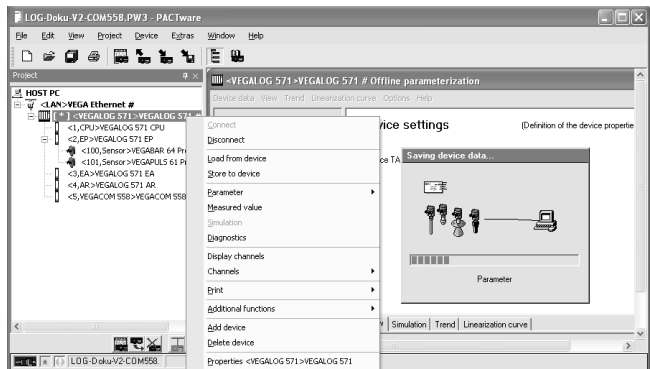 LOG-Doku-V2-COM558.PW3 - PACTware
File Edit View Project Device Extras Window Help
Project
HOST PC
<LAN>VEGA Ethernet #
[ * ] <VEGALOG 571>VEGALOG 571 #
<1,CPU>VEGALOG 571 CPU
<2,EP>VEGALOG 571 EP
<100,Sensor>VEGABAR 64 Pr
<101,Sensor>VEGAPULS 61 Pr
<3,EA>VEGALOG 571 EA
<4,AR>VEGALOG 571 AR
<5,VEGACOM 558>VEGACOM 558
LOG-Doku-V2-COM558.
Connect
Disconnect
Load from device
Store to device
Parameter
Measured value
Simulation
Diagnostics
Display channels
Channels
Print
Additional functions
Add device
Delete device
Properties <VEGALOG 571>VEGALOG 571
<VEGALOG 571>VEGALOG 571 # Offline parameterization
Device data View Trend Linearization curve Options Help
vice settings (Definition of the device propertie
ce TA
Saving device data...
Parameter
Simulation Trend Linearization curve